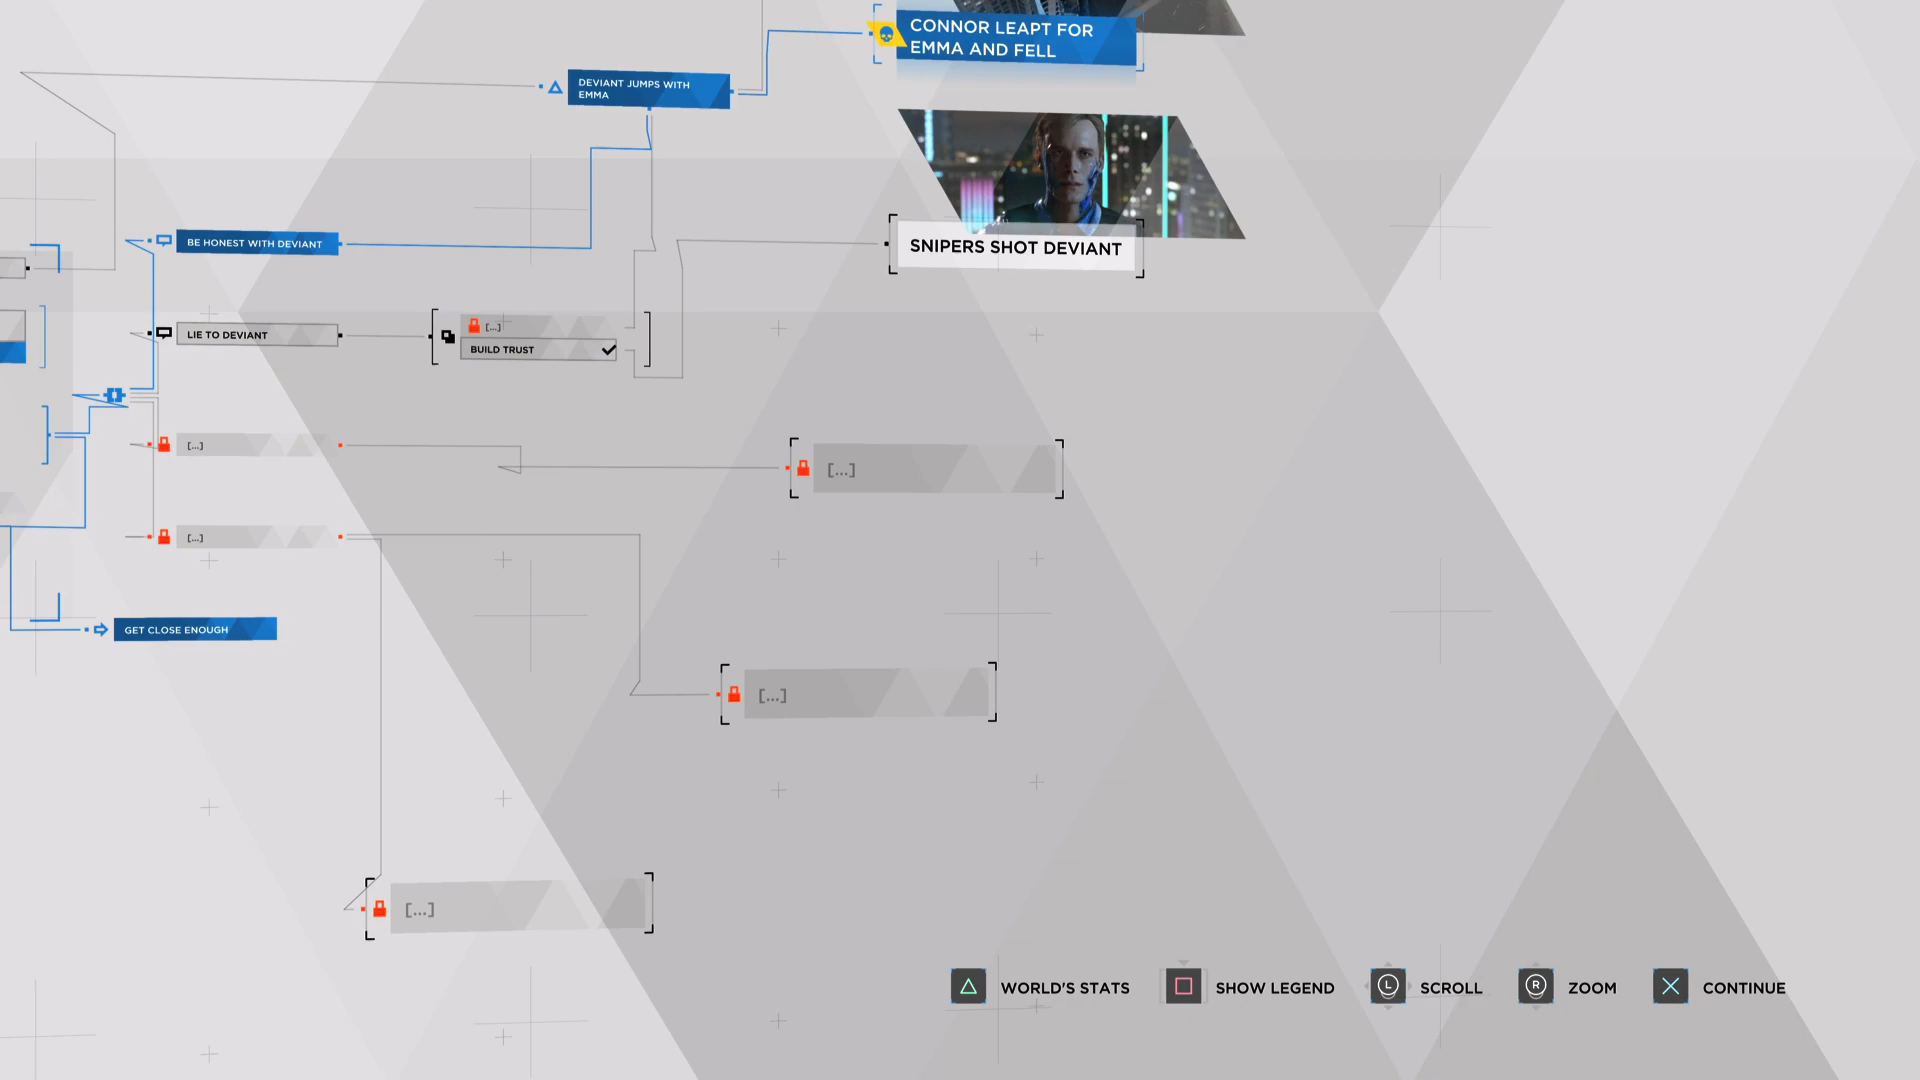 CONNOR LEAPT FOR
EMMA AND FELL
DEVIANT JUMPS WITH
EMMA
BE HONEST WITH DEVIANT
SNIPERS SHOT DEVIANT
LIE TO DEVIANT
[...]
BUILD TRUST
[...]
[...]
[...]
GET CLOSE ENOUGH
[...]
[...]
L
R
WORLD'S STATS
SHOW LEGEND
SCROLL
ZOOM
CONTINUE